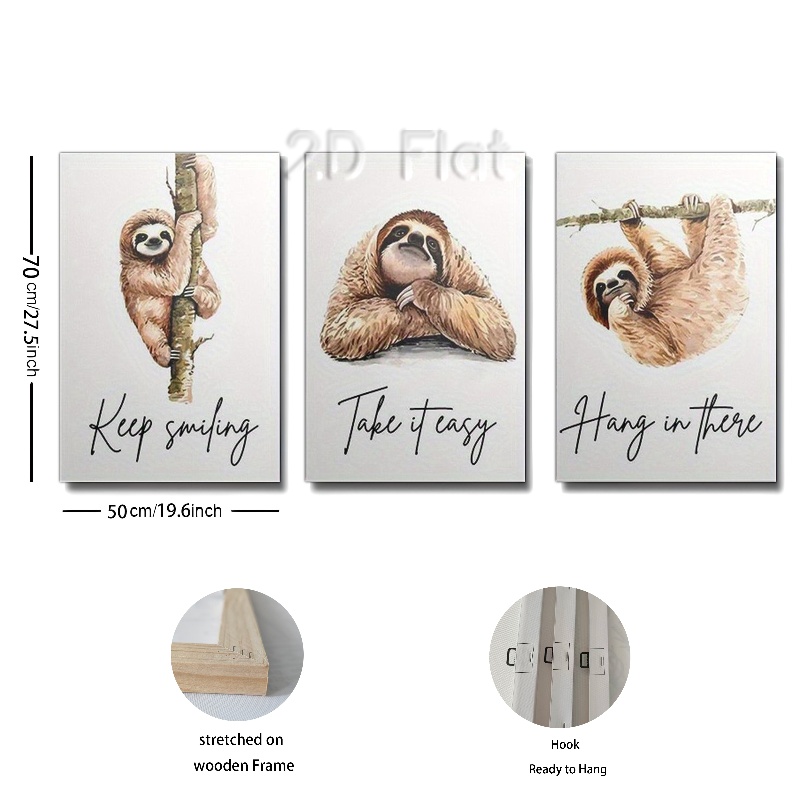 2.D Flat
70cm/27.5inch
Keep smiling
Take it easy
Hang in there
50cm/19.6inch
stretched on
wooden Frame
Hook
Ready to Hang